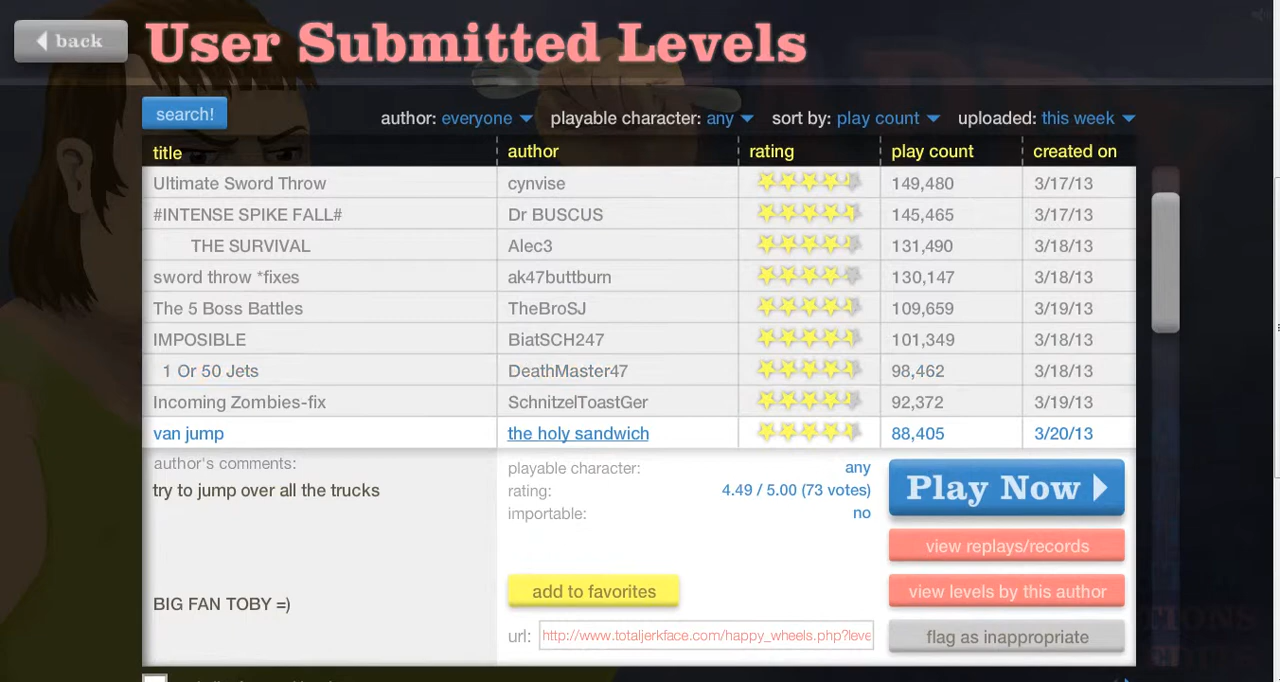 back
User Submitted Levels
search!
author: everyone playable character: any sort by: play count uploaded: this week
title author rating play count created on
Ultimate Sword Throw cynvise 149,480 3/17/13
#INTENSE SPIKE FALL# Dr BUSCUS 145,465 3/17/13
THE SURVIVAL Alec3 131,490 3/18/13
sword throw *fixes ak47buttburn 130,147 3/18/13
The 5 Boss Battles TheBroSJ 109,659 3/19/13
IMPOSIBLE BiatSCH247 101,349 3/18/13
1 Or 50 Jets DeathMaster47 98,462 3/18/13
Incoming Zombies-fix SchnitzelToastGer 92,372 3/19/13
van jump the holy sandwich 88,405 3/20/13
author's comments:
try to jump over all the trucks
BIG FAN TOBY =)
playable character: any
rating: 4.49 / 5.00 (73 votes)
importable: no
add to favorites
url: http://www.totaljerkface.com/happy_wheels.php?leve
Play Now
view replays/records
view levels by this author
flag as inappropriate